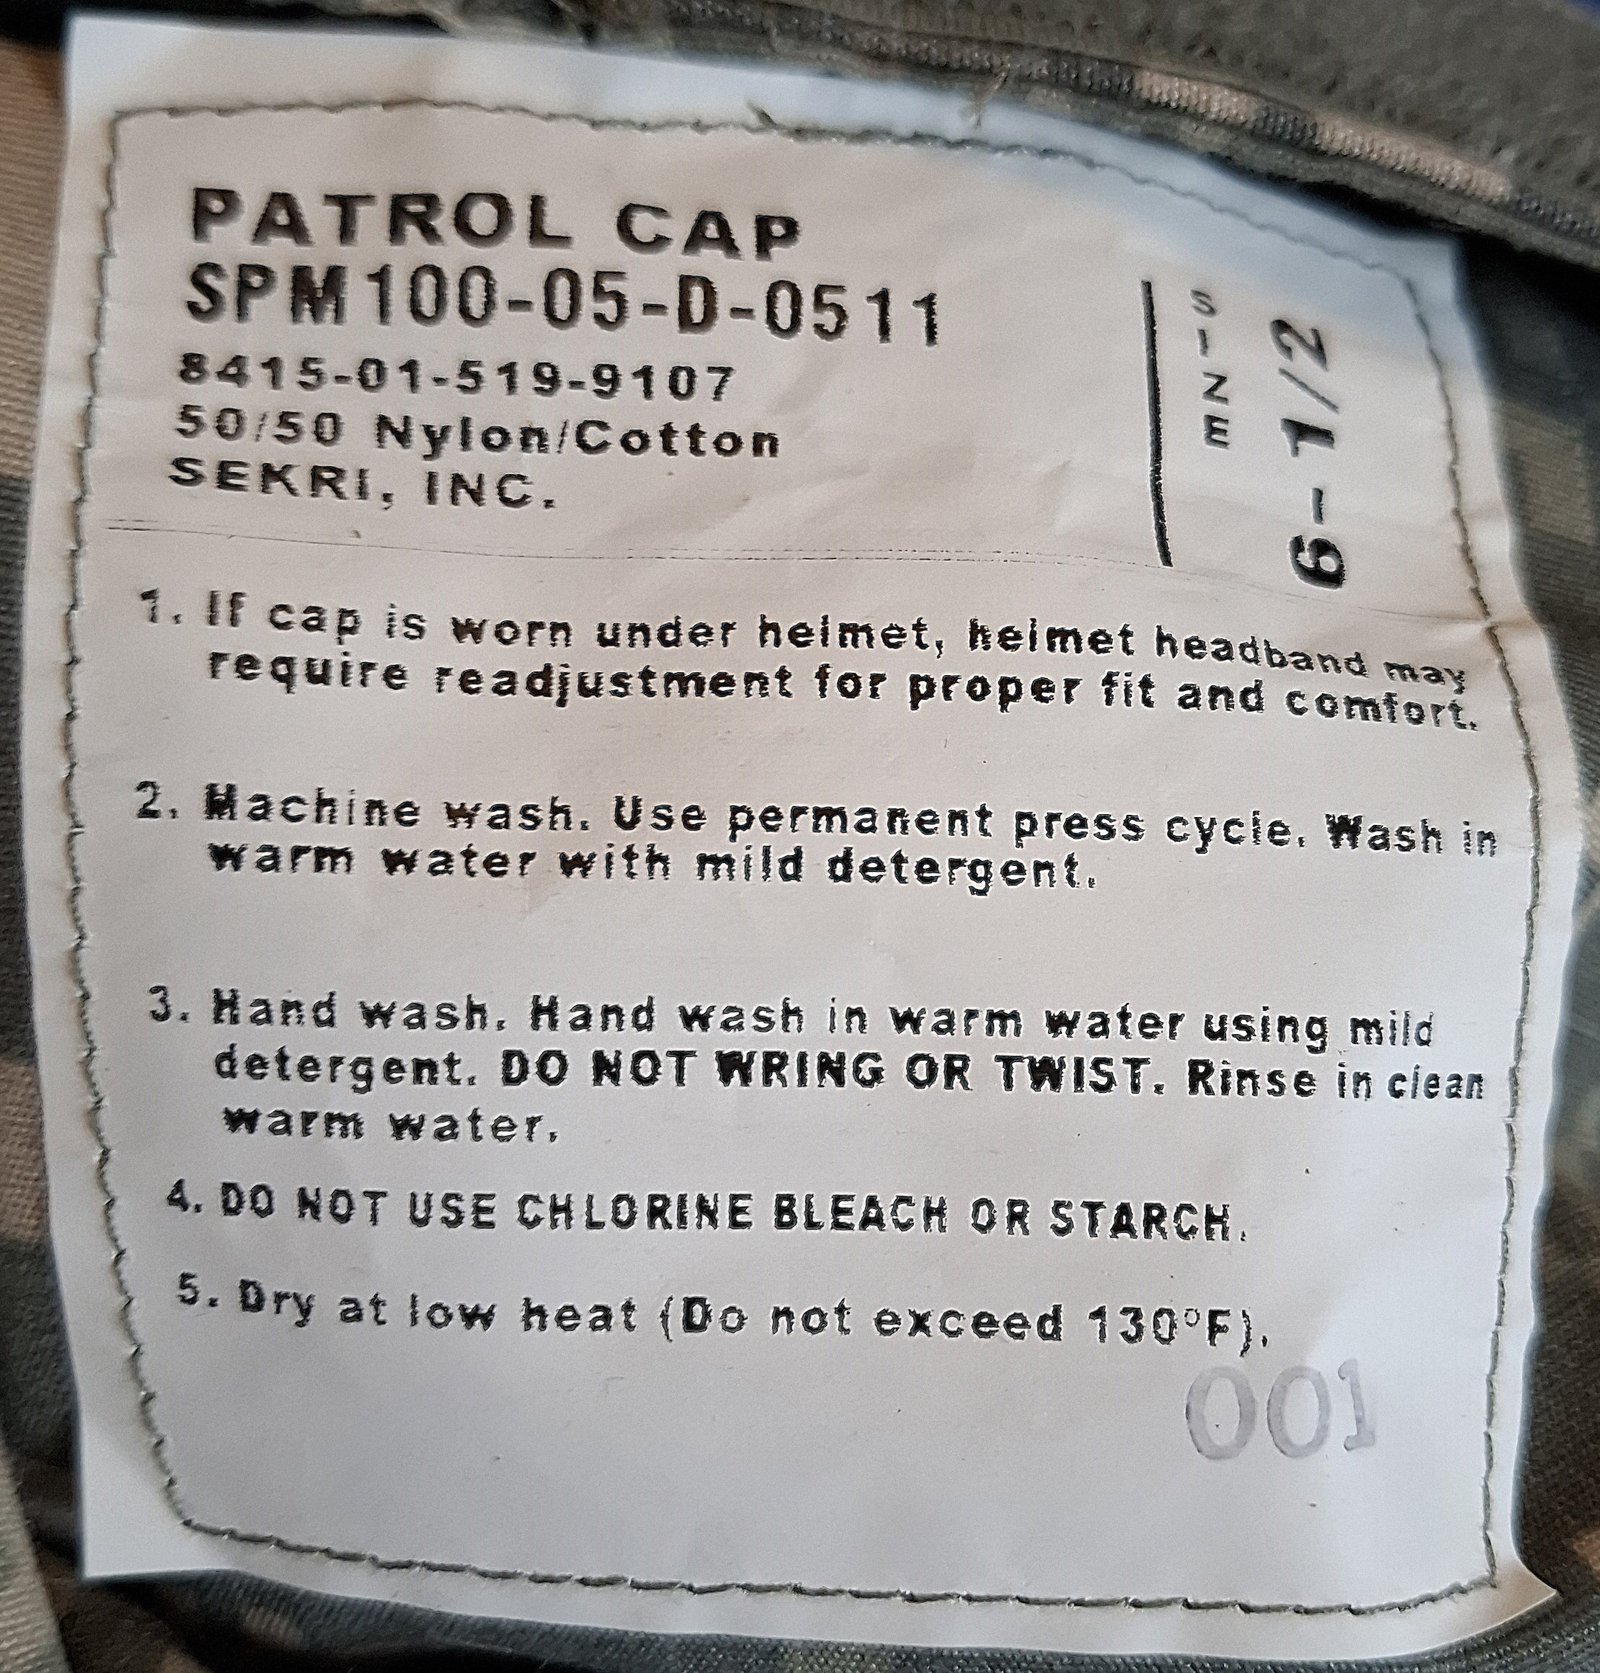 PATROL CAP
SPM100-05-D-0511
8415-01-519-9107
50/50 Nylon/Cotton
SEKRI, INC.
SIZE
6-1/2
1. If cap is worn under helmet, helmet headband may
require readjustment for proper fit and comfort.
2. Machine wash. Use permanent press cycle. Wash in
warm water with mild detergent.
3. Hand wash. Hand wash in warm water using mild
detergent. DO NOT WRING OR TWIST. Rinse in clean
warm water.
4. DO NOT USE CHLORINE BLEACH OR STARCH.
5. Dry at low heat (Do not exceed 130°F).
001